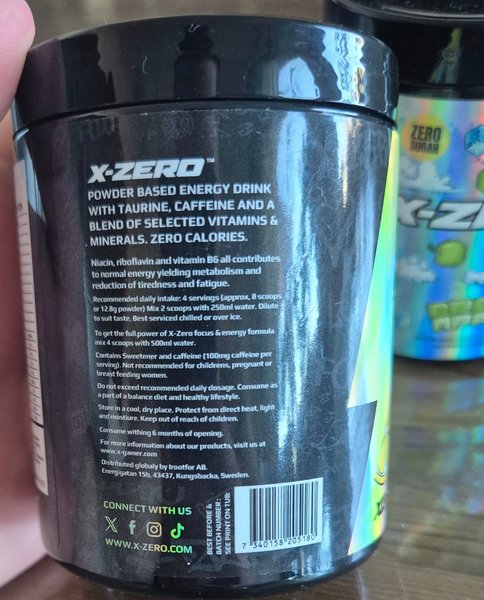 X-ZERO™
POWDER BASED ENERGY DRINK
WITH TAURINE, CAFFEINE AND A
BLEND OF SELECTED VITAMINS &
MINERALS. ZERO CALORIES.
Niacin, riboflavin and vitamin B6 all contributes
to normal energy yielding metabolism and
reduction of tiredness and fatigue.
Recommended daily intake: 4 servings (approx, 8 scoops
or 12.8g powder) Mix 2 scoops with 250ml water. Dilute
to suit taste. Best serviced chilled or over ice.
To get the full power of X-Zero focus & energy formula
mix 4 scoops with 500ml water.
Contains Sweetener and caffeine (100mg caffeine per
serving). Not recommended for childrens, pregnant or
breast feeding women.
Do not exceed recommended daily dosage. Consume as
a part of a balance diet and healthy lifestyle.
Store in a cool, dry place. Protect from direct heat, light
and mostiure. Keep out of reach of children.
Consume withing 6 months of opening.
For more information about our products, visit us at
www.x-gamer.com
Distributed globaly by Irootfor AB.
Energigatan 15b, 43437, Kungsbacka, Sweden.
CONNECT WITH US
WWW.X-ZERO.COM
BEST BEFORE &
BATCH NUMBER:
SEE PRINT ON TUB:
7 340158 205180
ZERO
SUGAR
X-ZE